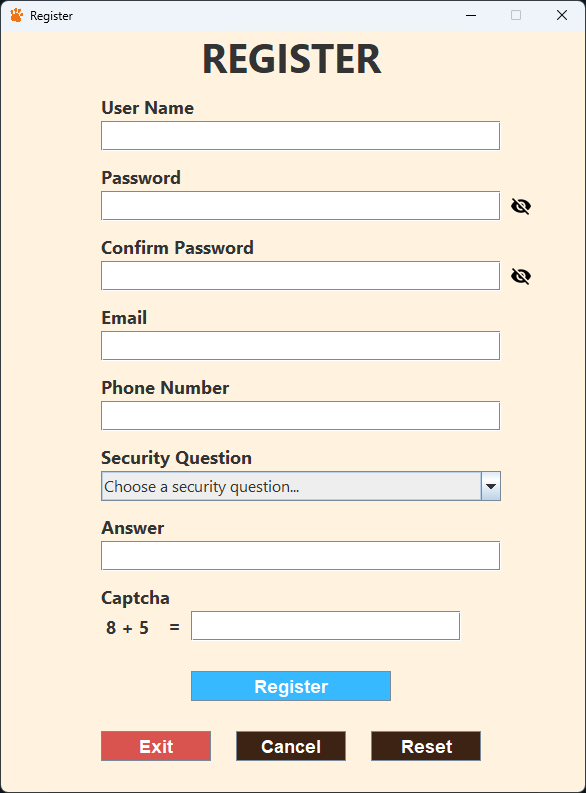 Register
REGISTER
User Name
Password
Confirm Password
Email
Phone Number
Security Question
Choose a security question...
Answer
Captcha
8 + 5 =
Register
Exit Cancel Reset